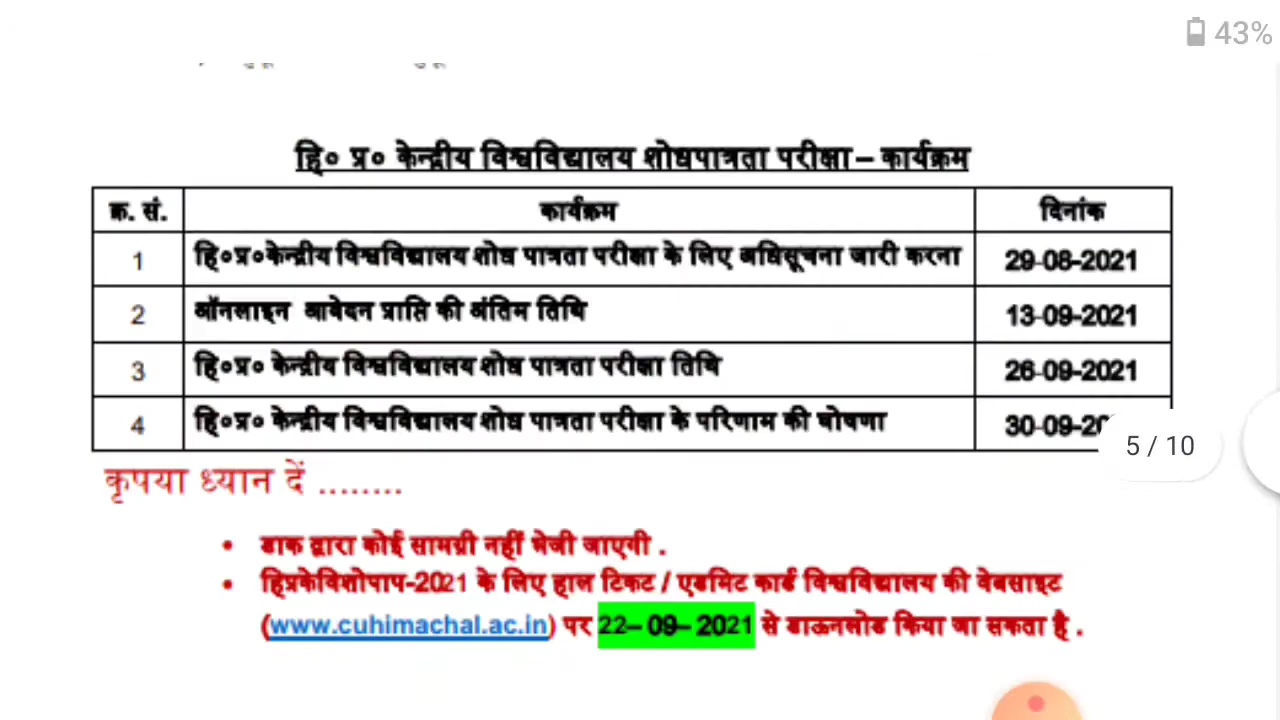 43%
हि० प्र० केन्द्रीय विश्वविद्यालय शोधपात्रता परीक्षा – कार्यक्रम
क्र. सं. कार्यक्रम दिनांक
1 हि०प्र०केन्द्रीय विश्वविद्यालय शोध पात्रता परीक्षा के लिए अधिसूचना जारी करना 29-08-2021
2 ऑनलाइन आवेदन प्राप्ति की अंतिम तिथि 13-09-2021
3 हि०प्र० केन्द्रीय विश्वविद्यालय शोध पात्रता परीक्षा तिथि 26-09-2021
4 हि०प्र० केन्द्रीय विश्वविद्यालय शोध पात्रता परीक्षा के परिणाम की घोषणा 30-09-20
5 / 10
कृपया ध्यान दें ........
• डाक द्वारा कोई सामग्री नहीं भेजी जाएगी .
• हिप्रकेविशोपाप-2021 के लिए हाल टिकट / एडमिट कार्ड विश्वविद्यालय की वेबसाइट
(www.cuhimachal.ac.in) पर 22– 09– 2021 से डाऊनलोड किया जा सकता है .